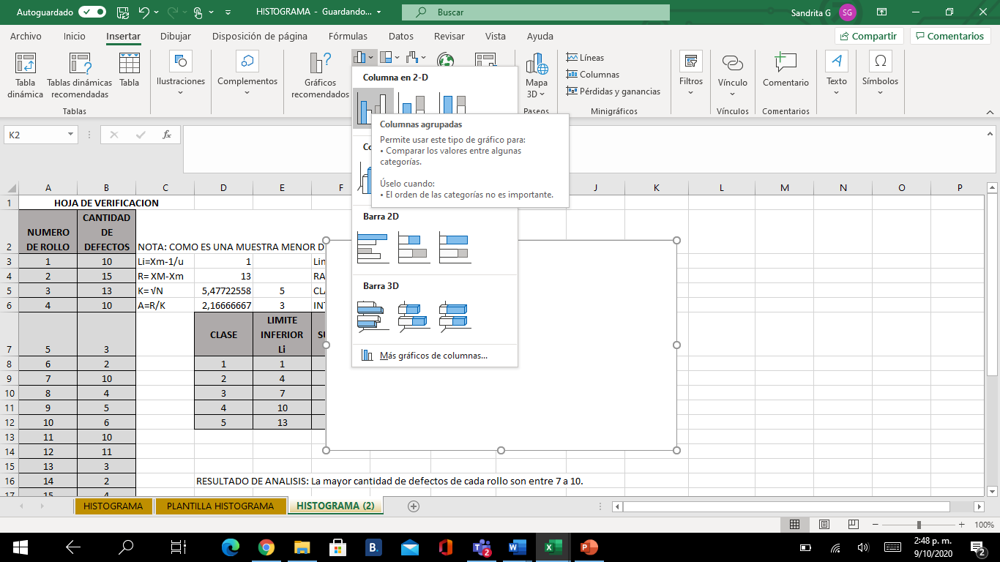 Autoguardado
HISTOGRAMA - Guardando...
Buscar
Sandrita G
SG
Archivo Inicio Insertar Dibujar Disposición de página Fórmulas Datos Revisar Vista Ayuda
Compartir
Comentarios
Tabla dinámica
Tablas dinámicas recomendadas
Tabla
Tablas
Ilustraciones
Complementos
Gráficos recomendados
Mapa 3D
Paseos
Líneas
Columnas
Pérdidas y ganancias
Minigráficos
Filtros
Vínculo
Vínculos
Comentario
Comentarios
Texto
Símbolos
Columna en 2-D
Columnas agrupadas
Permite usar este tipo de gráfico para:
• Comparar los valores entre algunas
categorías.
Úselo cuando:
• El orden de las categorías no es importante.
Barra 2D
Barra 3D
Más gráficos de columnas...
K2
fx
A B C D E F J K L M N O P
1 HOJA DE VERIFICACION
NUMERO DE ROLLO
CANTIDAD DE DEFECTOS
2 NOTA: COMO ES UNA MUESTRA MENOR D
3 1 10 Li=Xm-1/u 1
4 2 15 R= XM-Xm 13 RA
5 3 13 K= √N 5,47722558 5
6 4 10 A=R/K 2,16666667 3
CLASE
LIMITE INFERIOR Li
7 5 3
8 6 2 1 1
9 7 10 2 4
10 8 4 3 7
11 9 5 4 10
12 10 6 5 13
13 11 10
14 12 11
15 13 3
16 14 2 RESULTADO DE ANALISIS: La mayor cantidad de defectos de cada rollo son entre 7 a 10.
17 15 4
HISTOGRAMA
PLANTILLA HISTOGRAMA
HISTOGRAMA (2)
100%
B.
2
2:48 p. m.
9/10/2020
2